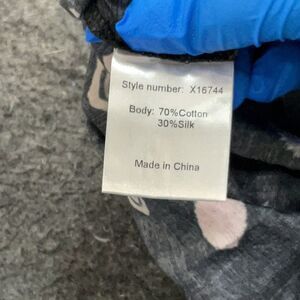 Style number: X16744
Body: 70%Cotton
30%Silk
Made in China